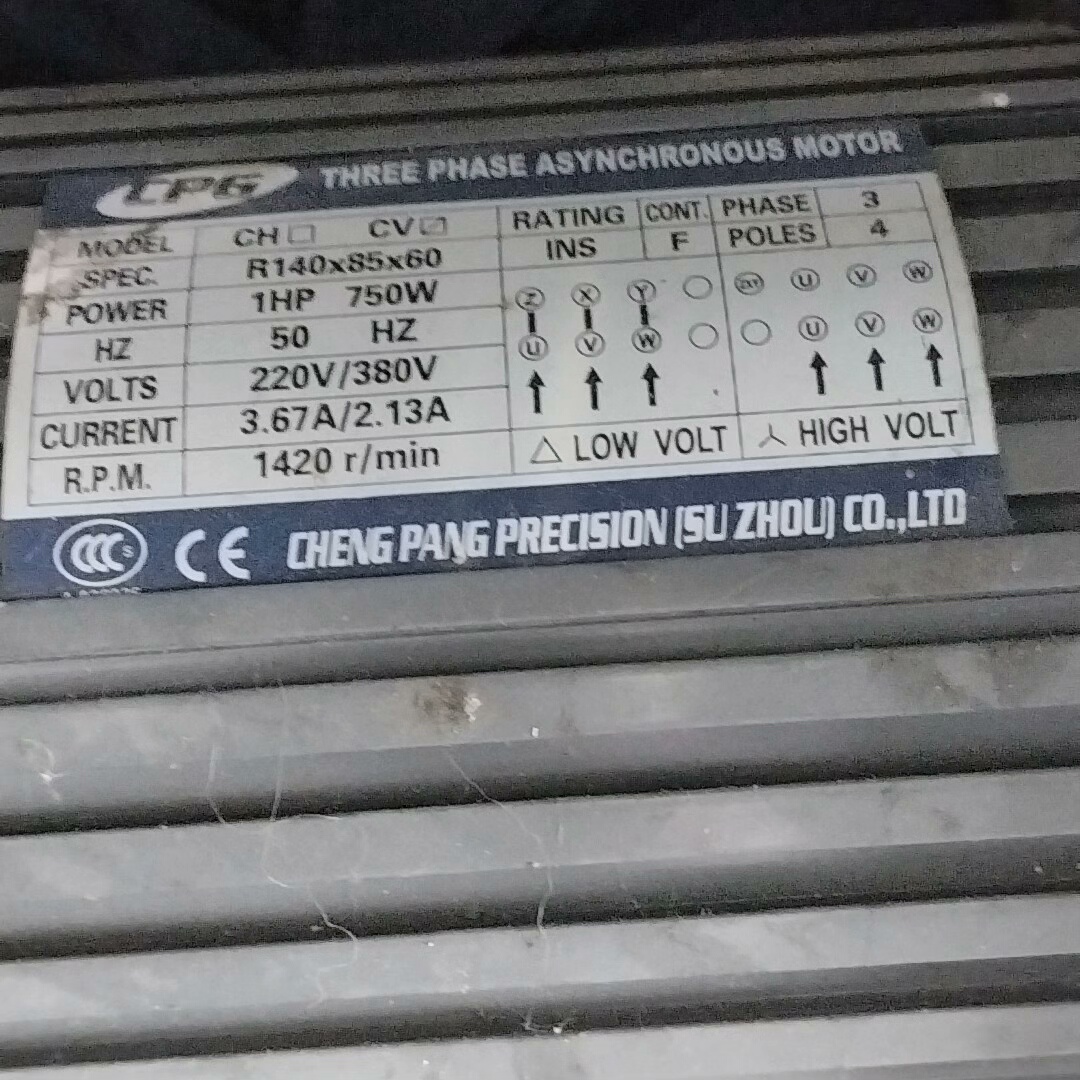 CPG THREE PHASE ASYNCHRONOUS MOTOR
MODEL CH □ CV ☑ RATING CONT. PHASE 3
SPEC. R140x85x60 INS F POLES 4
POWER 1HP 750W
HZ 50 HZ
VOLTS 220V/380V
CURRENT 3.67A/2.13A
R.P.M. 1420 r/min
Z X Y U V W
U V W U V W
△ LOW VOLT 人 HIGH VOLT
CCC S CE CHENG PANG PRECISION (SU ZHOU) CO.,LTD